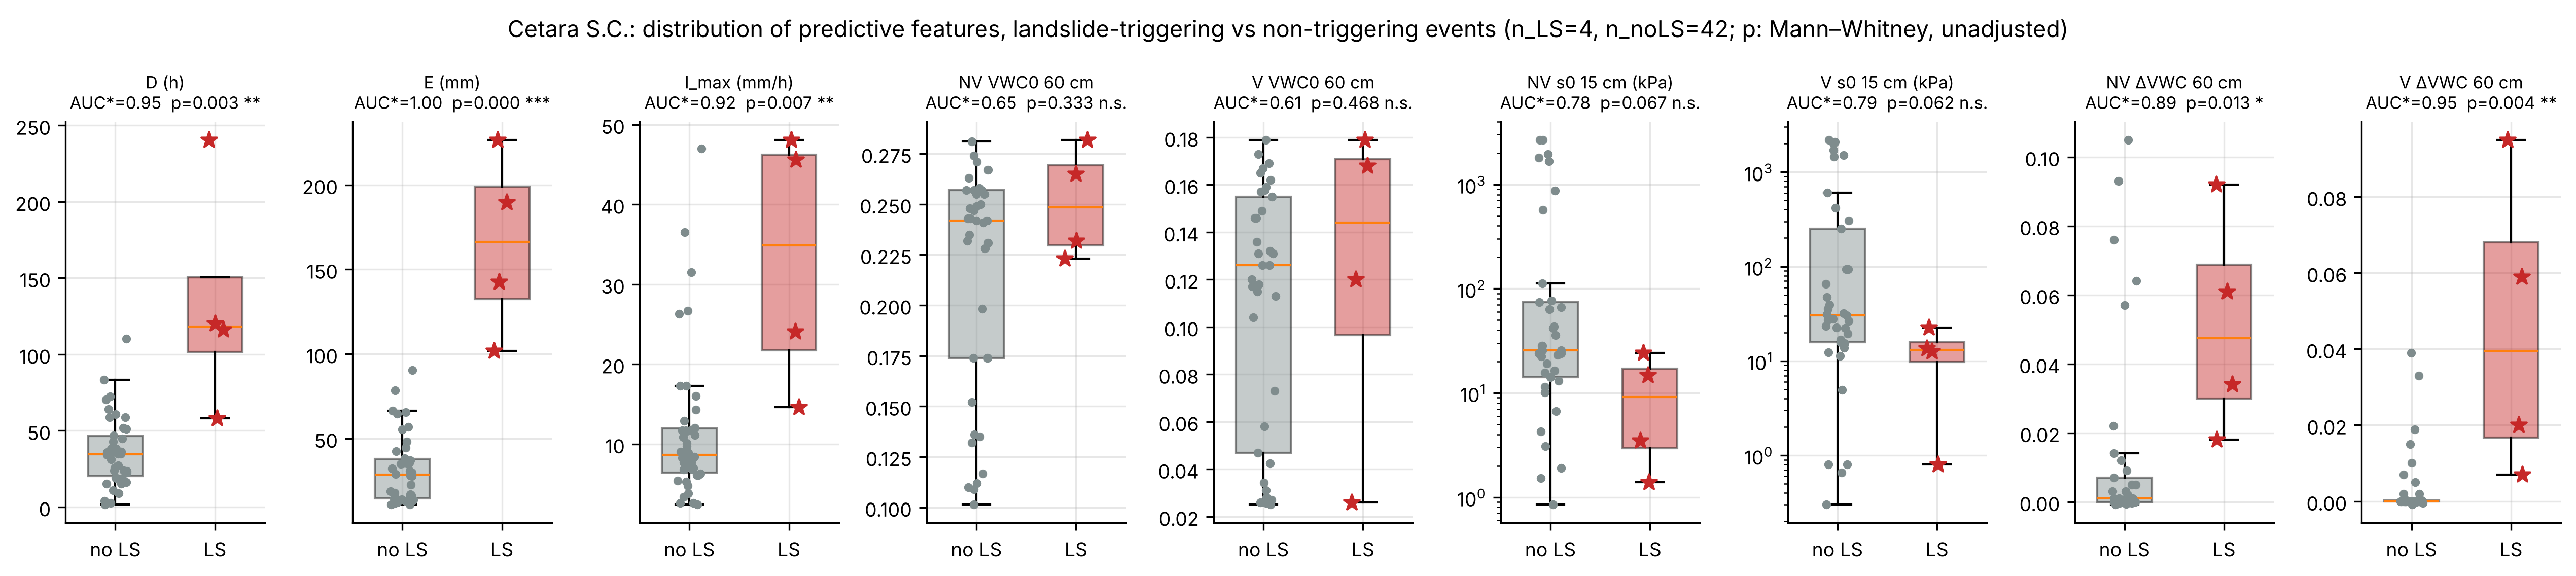 Cetara S.C.: distribution of predictive features, landslide-triggering vs non-triggering events (n_LS=4, n_noLS=42; p: Mann–Whitney, unadjusted)
D (h)
AUC*=0.95 p=0.003 **
250
200
150
100
50
0
no LS LS
E (mm)
AUC*=1.00 p=0.000 ***
200
150
100
50
no LS LS
I_max (mm/h)
AUC*=0.92 p=0.007 **
50
40
30
20
10
no LS LS
NV VWC0 60 cm
AUC*=0.65 p=0.333 n.s.
0.275
0.250
0.225
0.200
0.175
0.150
0.125
0.100
no LS LS
V VWC0 60 cm
AUC*=0.61 p=0.468 n.s.
0.18
0.16
0.14
0.12
0.10
0.08
0.06
0.04
0.02
no LS LS
NV s0 15 cm (kPa)
AUC*=0.78 p=0.067 n.s.
10³
10²
10¹
10⁰
no LS LS
V s0 15 cm (kPa)
AUC*=0.79 p=0.062 n.s.
10³
10²
10¹
10⁰
no LS LS
NV ΔVWC 60 cm
AUC*=0.89 p=0.013 *
0.10
0.08
0.06
0.04
0.02
0.00
no LS LS
V ΔVWC 60 cm
AUC*=0.95 p=0.004 **
0.08
0.06
0.04
0.02
0.00
no LS LS